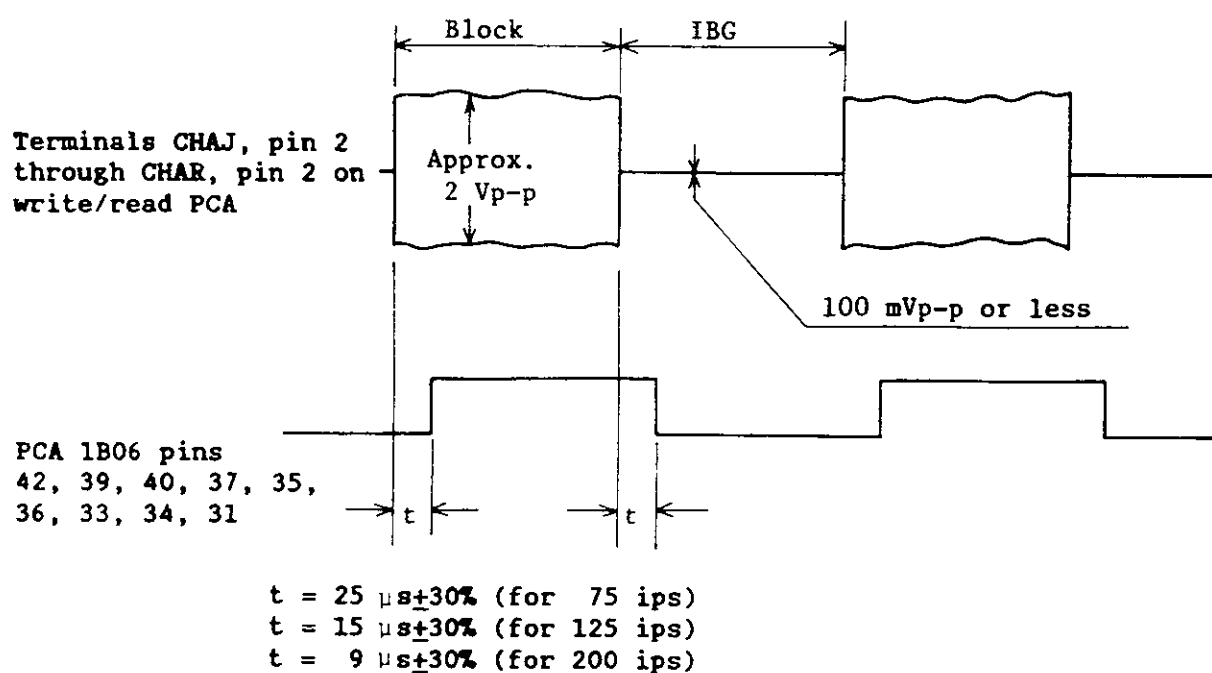 Block
IBG
Terminals CHAJ, pin 2
through CHAR, pin 2 on
write/read PCA
Approx.
2 Vp-p
100 mVp-p or less
PCA 1B06 pins
42, 39, 40, 37, 35,
36, 33, 34, 31
t
t
t = 25 μs±30% (for 75 ips)
t = 15 μs±30% (for 125 ips)
t = 9 μs±30% (for 200 ips)